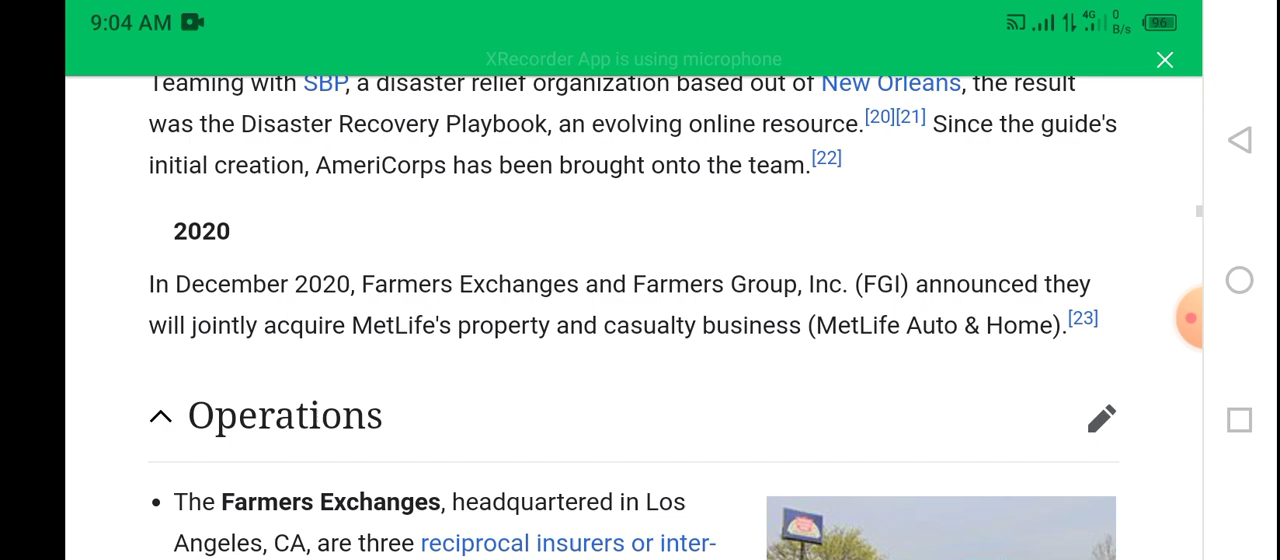 9:04 AM
4G 0 B/s 96
XRecorder App is using microphone
Teaming with SBP, a disaster relief organization based out of New Orleans, the result
was the Disaster Recovery Playbook, an evolving online resource.[20][21] Since the guide's
initial creation, AmeriCorps has been brought onto the team.[22]
2020
In December 2020, Farmers Exchanges and Farmers Group, Inc. (FGI) announced they
will jointly acquire MetLife's property and casualty business (MetLife Auto & Home).[23]
Operations
• The Farmers Exchanges, headquartered in Los
Angeles, CA, are three reciprocal insurers or inter-